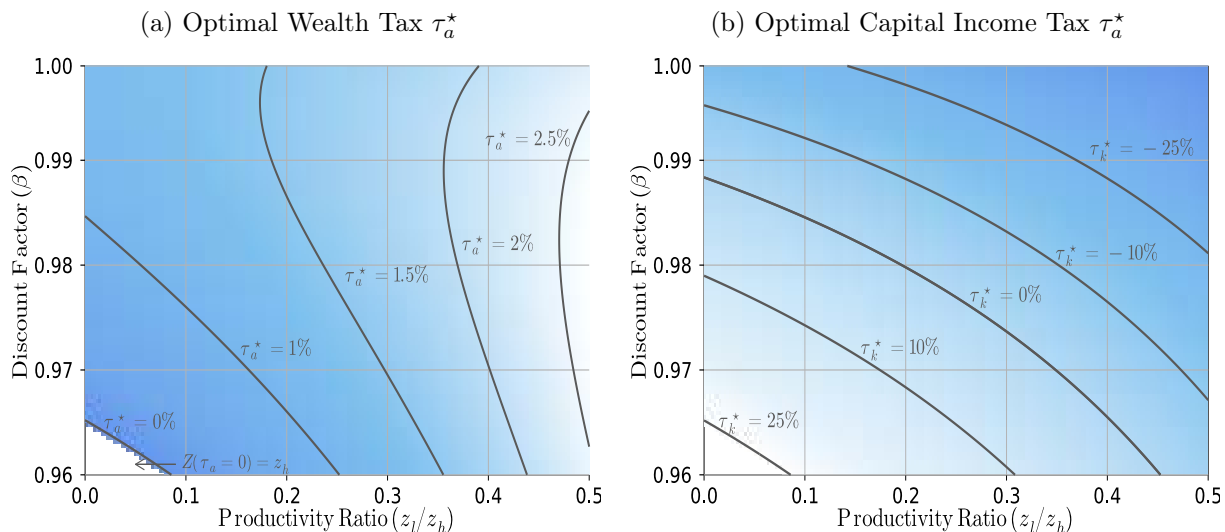 (a) Optimal Wealth Tax τ_a^⋆
1.00
0.99
0.98
0.97
0.96
Discount Factor (β)
τ_a^⋆ = 2.5%
τ_a^⋆ = 2%
τ_a^⋆ = 1.5%
τ_a^⋆ = 1%
τ_a^⋆ = 0%
Z(τ_a = 0) = z_h
0.0 0.1 0.2 0.3 0.4 0.5
Productivity Ratio (z_l/z_h)
(b) Optimal Capital Income Tax τ_a^⋆
1.00
0.99
0.98
0.97
0.96
Discount Factor (β)
τ_k^⋆ = − 25%
τ_k^⋆ = − 10%
τ_k^⋆ = 0%
τ_k^⋆ = 10%
τ_k^⋆ = 25%
0.0 0.1 0.2 0.3 0.4 0.5
Productivity Ratio (z_l/z_h)